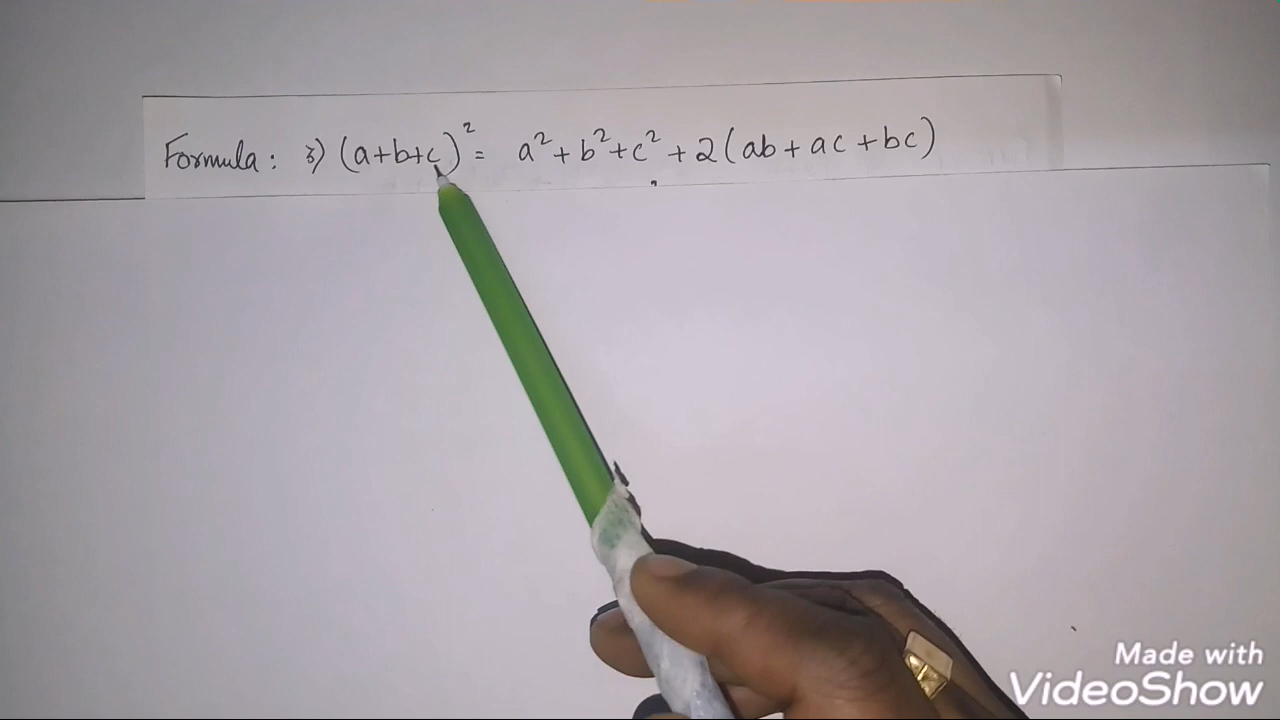 Formula: 3) (a+b+c)² = a² + b² + c² + 2(ab + ac + bc)
Made with
VideoShow